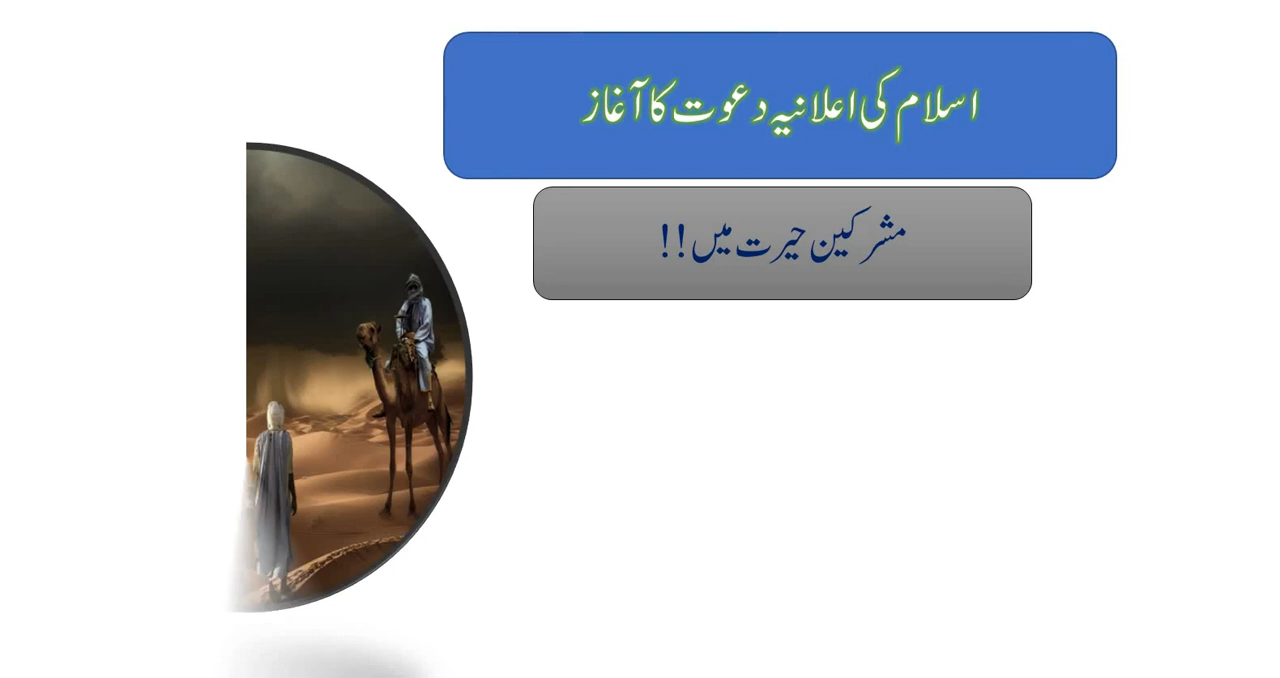 اسلام کی اعلانیہ دعوت کا آغاز
مشرکین حیرت میں!!